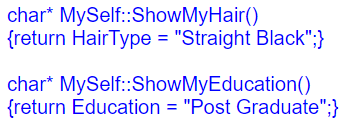 char* MySelf::ShowMyHair()
{return HairType = "Straight Black";}
char* MySelf::ShowMyEducation()
{return Education = "Post Graduate";}